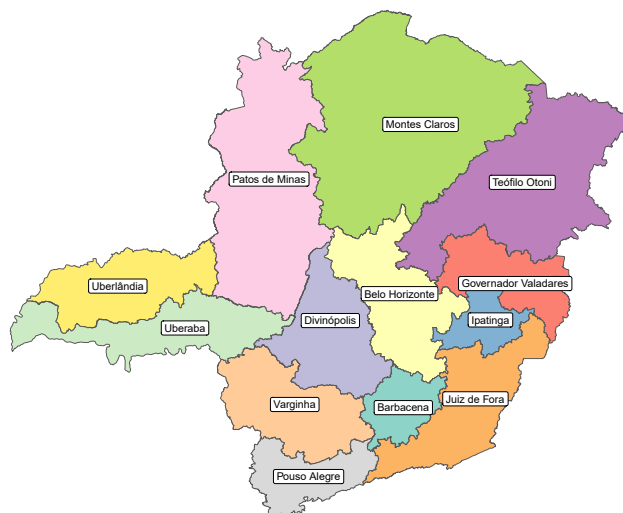 Montes Claros
Patos de Minas
Teófilo Otoni
Uberlândia
Governador Valadares
Belo Horizonte
Divinópolis
Ipatinga
Uberaba
Juiz de Fora
Varginha
Barbacena
Pouso Alegre